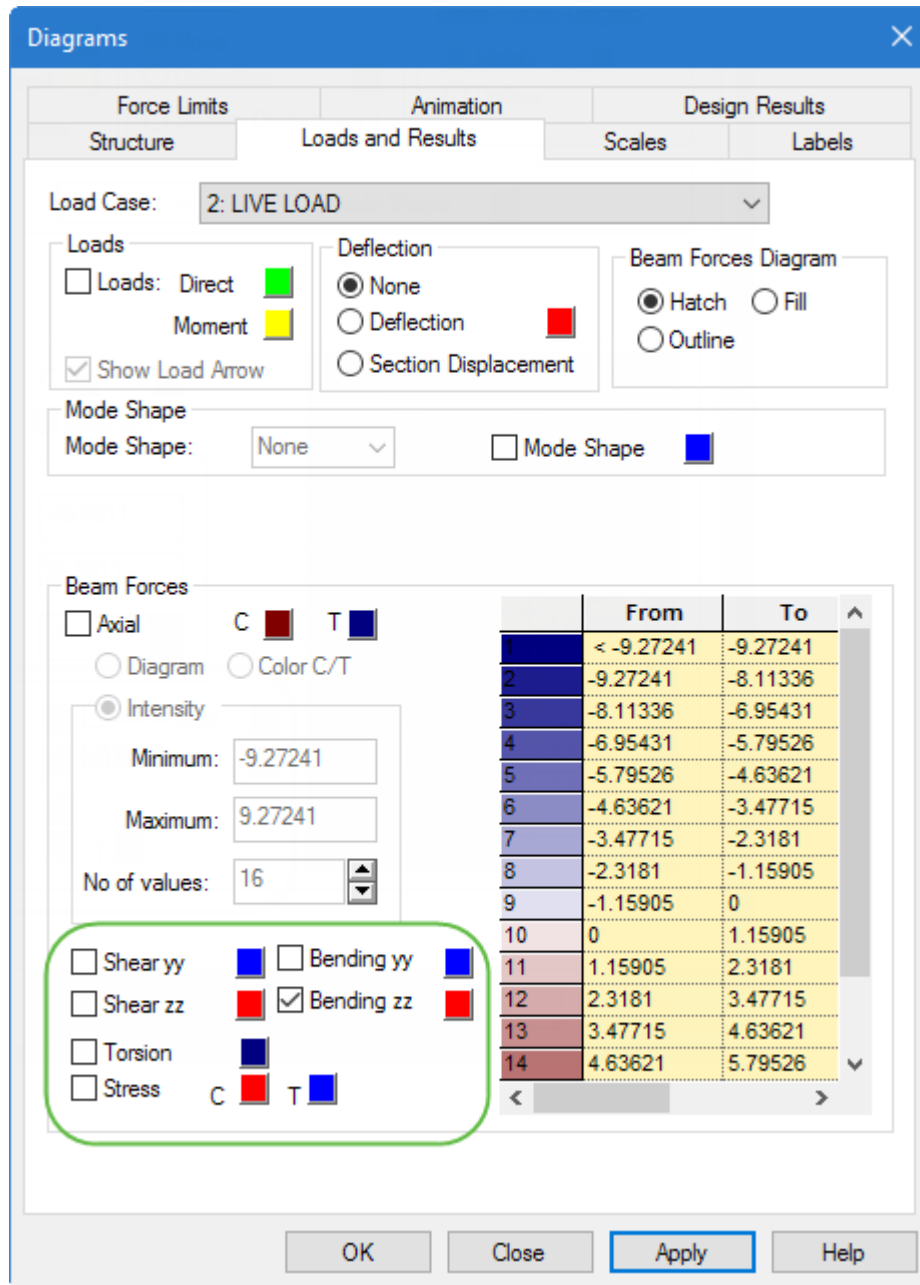 Diagrams
Force Limits Animation Design Results
Structure Loads and Results Scales Labels
Load Case: 2: LIVE LOAD
Loads
Loads: Direct
Moment
Show Load Arrow
Deflection
None
Deflection
Section Displacement
Beam Forces Diagram
Hatch Fill
Outline
Mode Shape
Mode Shape: None Mode Shape
Beam Forces
Axial C T
Diagram Color C/T
Intensity
Minimum: -9.27241
Maximum: 9.27241
No of values: 16
Shear yy Bending yy
Shear zz Bending zz
Torsion
Stress C T
From To
1 < -9.27241 -9.27241
2 -9.27241 -8.11336
3 -8.11336 -6.95431
4 -6.95431 -5.79526
5 -5.79526 -4.63621
6 -4.63621 -3.47715
7 -3.47715 -2.3181
8 -2.3181 -1.15905
9 -1.15905 0
10 0 1.15905
11 1.15905 2.3181
12 2.3181 3.47715
13 3.47715 4.63621
14 4.63621 5.79526
OK Close Apply Help